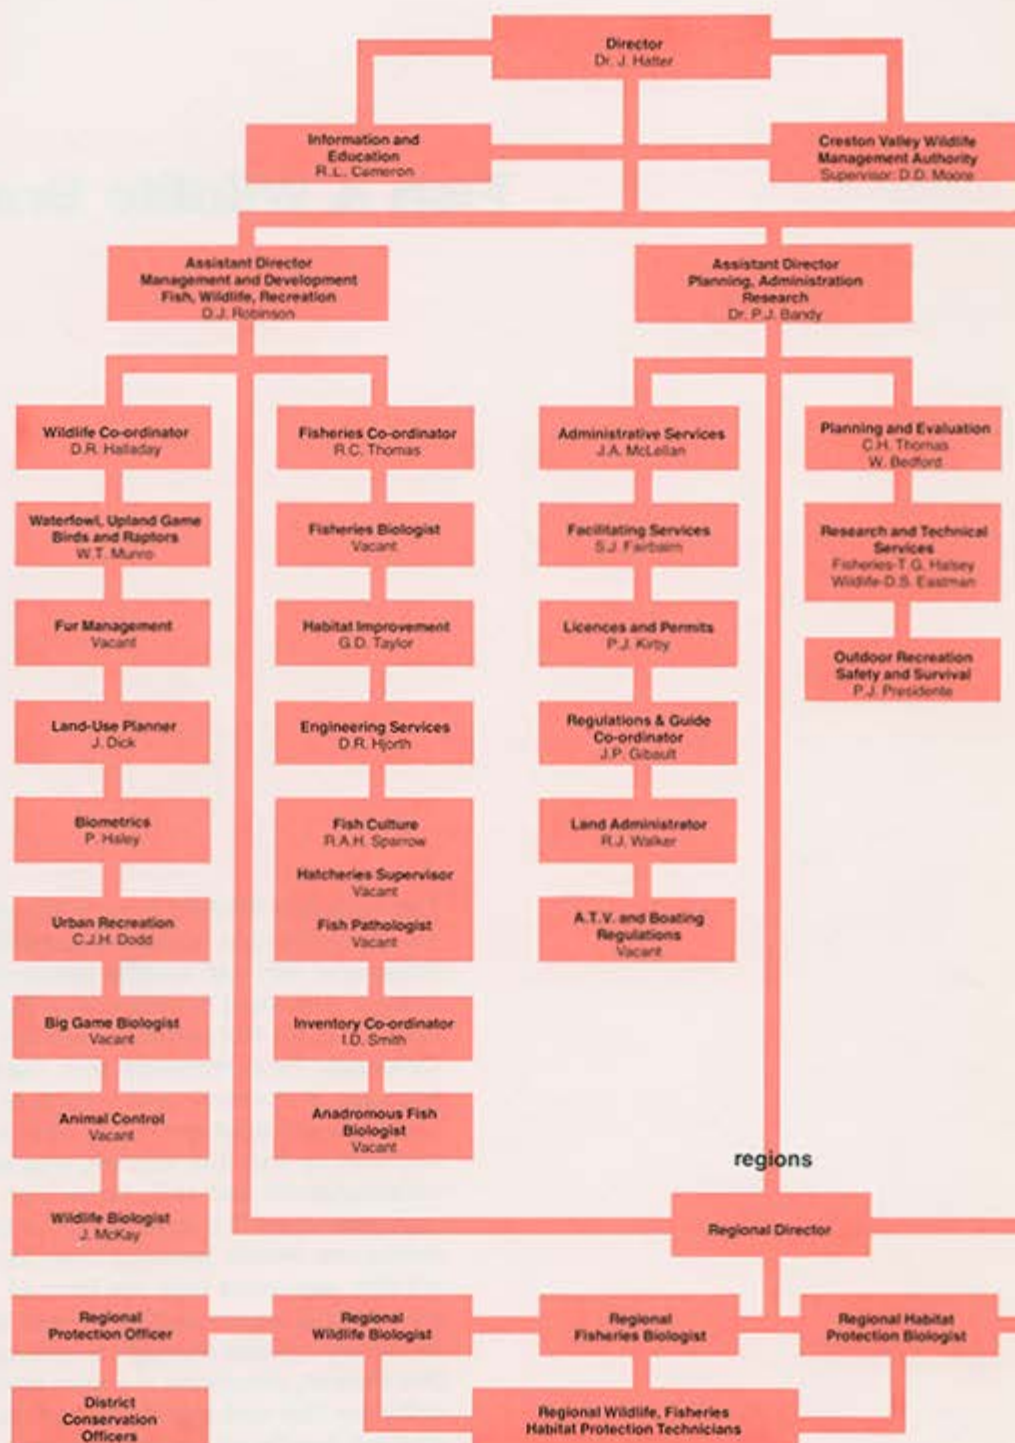 Director
Dr. J. Hatter
Information and
Education
R.L. Cameron
Creston Valley Wildlife
Management Authority
Supervisor: D.D. Moore
Assistant Director
Management and Development
Fish, Wildlife, Recreation
D.J. Robinson
Assistant Director
Planning, Administration
Research
Dr. P.J. Bandy
Wildlife Co-ordinator
D.R. Halladay
Waterfowl, Upland Game
Birds and Raptors
W.T. Munro
Fur Management
Vacant
Land-Use Planner
J. Dick
Biometrics
P. Haley
Urban Recreation
C.J.H. Dodd
Big Game Biologist
Vacant
Animal Control
Vacant
Wildlife Biologist
J. McKay
Fisheries Co-ordinator
R.C. Thomas
Fisheries Biologist
Vacant
Habitat Improvement
G.D. Taylor
Engineering Services
D.R. Hjorth
Fish Culture
R.A.H. Sparrow
Hatcheries Supervisor
Vacant
Fish Pathologist
Vacant
Inventory Co-ordinator
I.D. Smith
Anadromous Fish
Biologist
Vacant
Administrative Services
J.A. McLellan
Facilitating Services
S.J. Fairbairn
Licences and Permits
P.J. Kirby
Regulations & Guide
Co-ordinator
J.P. Gibault
Land Administrator
R.J. Walker
A.T.V. and Boating
Regulations
Vacant
Planning and Evaluation
C.H. Thomas
W. Bedford
Research and Technical
Services
Fisheries-T.G. Halsey
Wildlife-D.S. Eastman
Outdoor Recreation
Safety and Survival
P.J. Presidente
regions
Regional Director
Regional
Protection Officer
Regional
Wildlife Biologist
Regional
Fisheries Biologist
Regional Habitat
Protection Biologist
District
Conservation
Officers
Regional Wildlife, Fisheries
Habitat Protection Technicians